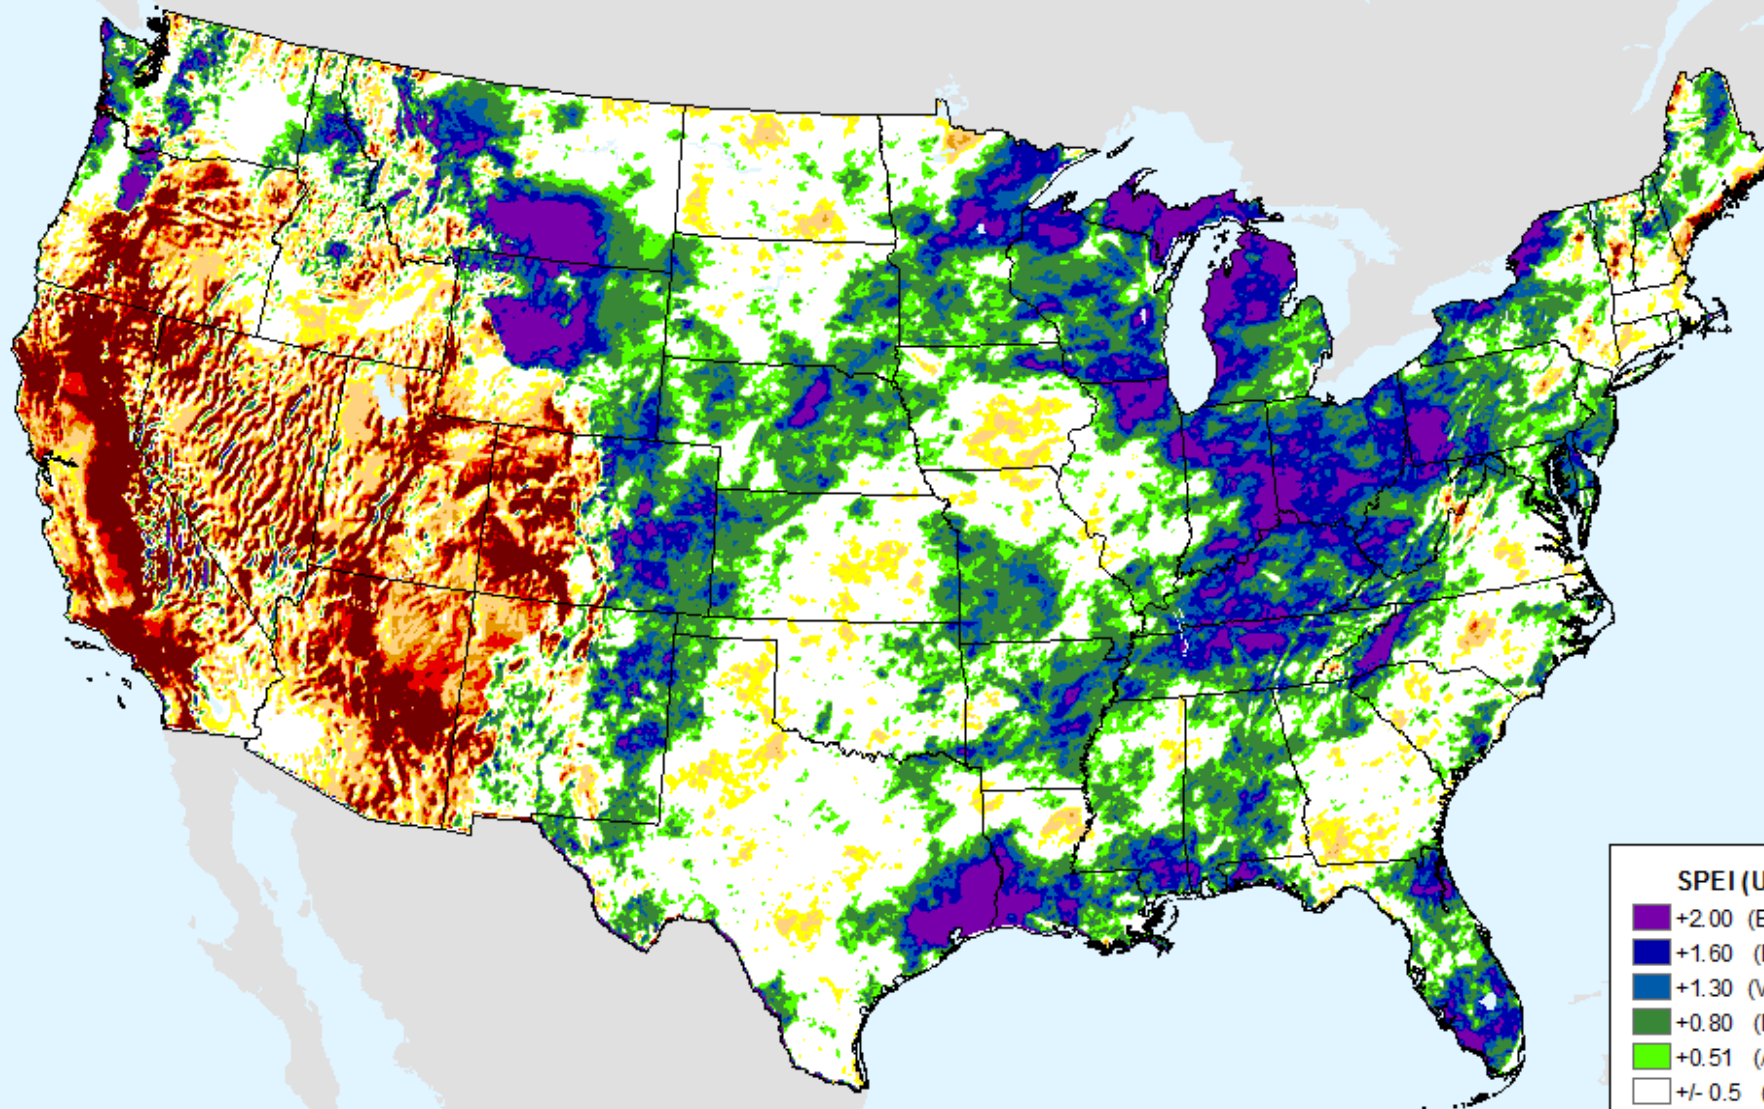 SPEI (U
+2.00 (E
+1.60 (
+1.30 (V
+0.80 (
+0.51 (
+/- 0.5 (